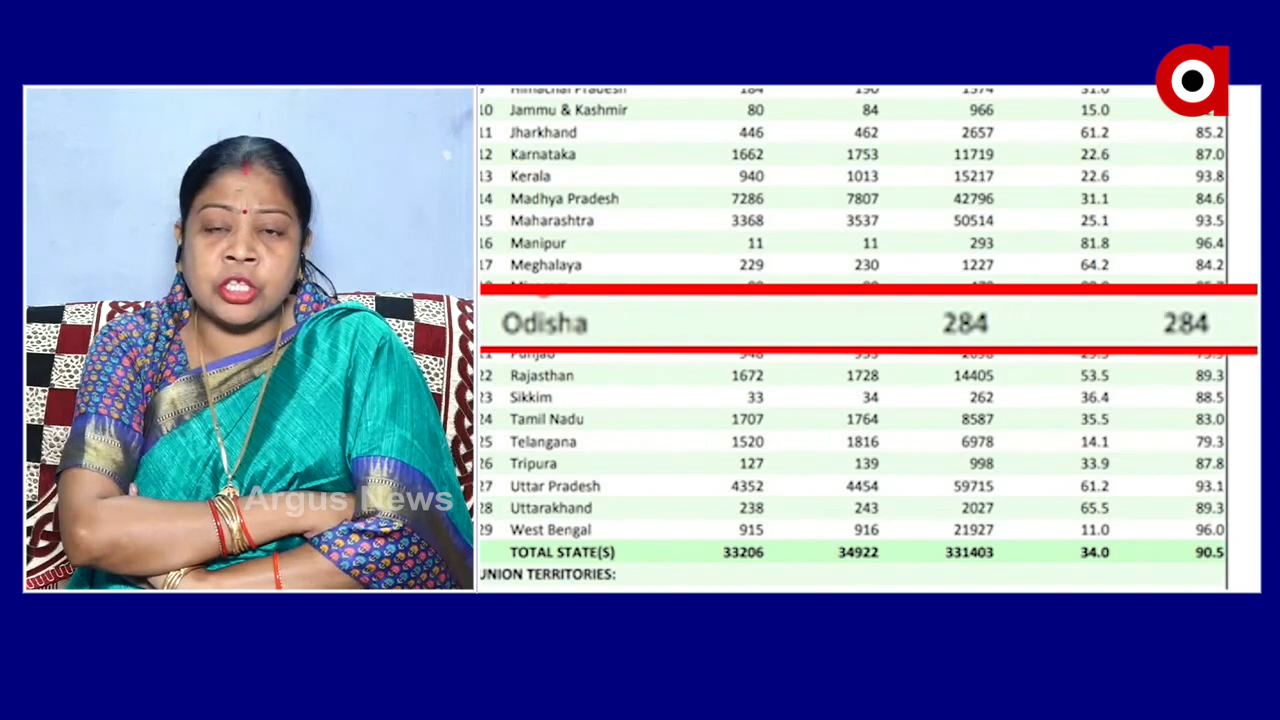 Argus News
10 Jammu & Kashmir 80 84 966 15.0
11 Jharkhand 446 462 2657 61.2 85.2
12 Karnataka 1662 1753 11719 22.6 87.0
13 Kerala 940 1013 15217 22.6 93.8
14 Madhya Pradesh 7286 7807 42796 31.1 84.6
15 Maharashtra 3368 3537 50514 25.1 93.5
16 Manipur 11 11 293 81.8 96.4
17 Meghalaya 229 230 1227 64.2 84.2
Odisha 284 284
22 Rajasthan 1672 1728 14405 53.5 89.3
23 Sikkim 33 34 262 36.4 88.5
24 Tamil Nadu 1707 1764 8587 35.5 83.0
25 Telangana 1520 1816 6978 14.1 79.3
26 Tripura 127 139 998 33.9 87.8
27 Uttar Pradesh 4352 4454 59715 61.2 93.1
28 Uttarakhand 238 243 2027 65.5 89.3
29 West Bengal 915 916 21927 11.0 96.0
TOTAL STATE(S) 33206 34922 331403 34.0 90.5
UNION TERRITORIES: